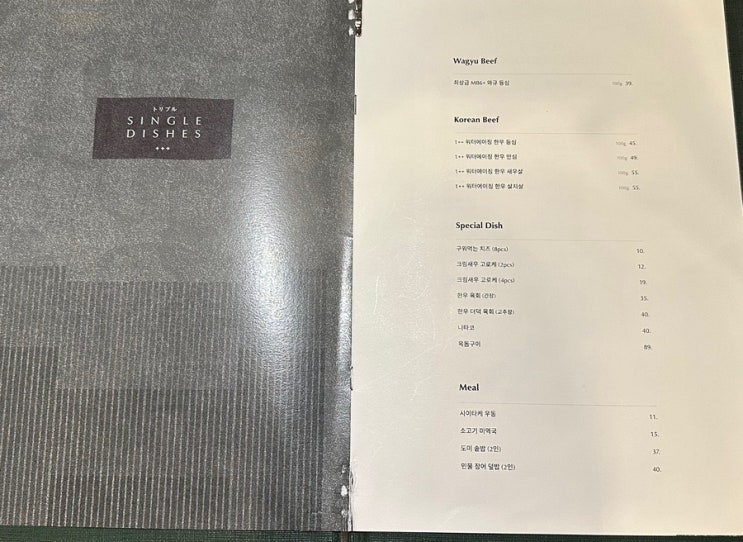 トリプル
SINGLE
DISHES
Wagyu Beef
최상급 MB6+ 와규 등심 100g 39.
Korean Beef
1++ 워터에이징 한우 등심 100g 45.
1++ 워터에이징 한우 안심 100g 49.
1++ 워터에이징 한우 새우살 100g 55.
1++ 워터에이징 한우 살치살 100g 55.
Special Dish
구워먹는 치즈 (8pcs) 10.
크림새우 고로케 (2pcs) 12.
크림새우 고로케 (4pcs) 19.
한우 육회 (간장) 35.
한우 더덕 육회 (고추장) 40.
니타코 40.
옥돔구이 89.
Meal
시미타케 우동 11.
소고기 미역국 15.
도미 솥밥 (2인) 37.
민물 장어 덮밥 (2인) 40.